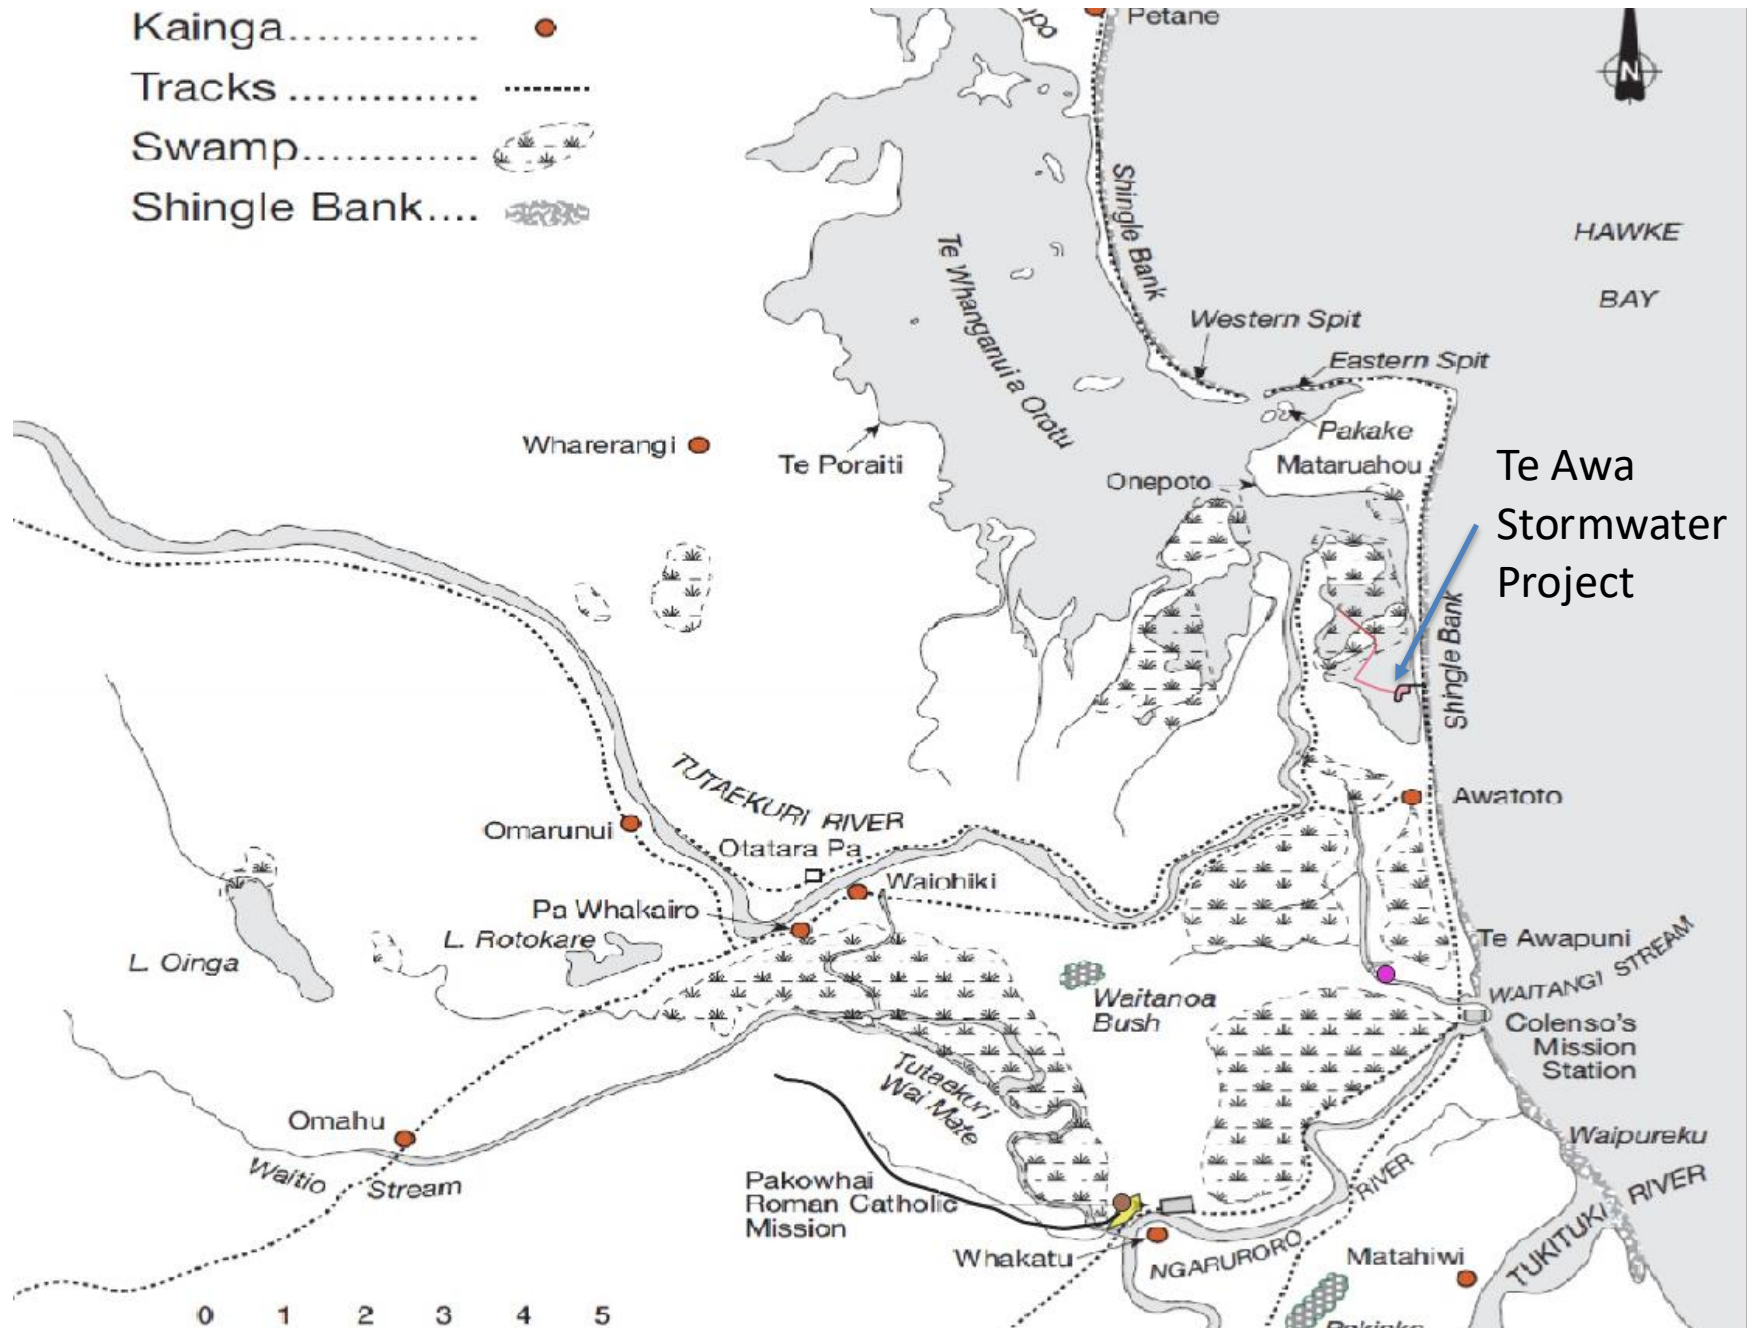 Kainga..............
Tracks ..............
Swamp.............
Shingle Bank....
Petane
N
HAWKE
BAY
Shingle Bank
Te Whanganui a Orotu
Western Spit
Eastern Spit
Pakake
Mataruahou
Onepoto
Wharerangi
Te Poraiti
Te Awa
Stormwater
Project
Shingle Bank
Awatoto
TUTAEKURI RIVER
Omarunui
Otatara Pa
Waiohiki
Pa Whakairo
L. Rotokare
L. Oinga
Te Awapuni
WAITANGI STREAM
Waitanoa
Bush
Colenso's
Mission
Station
Tutaekuri
Wai Mate
Omahu
Waitio Stream
Waipureku
Pakowhai
Roman Catholic
Mission
Whakatu
NGARURORO RIVER
Matahiwi
TUKITUKI RIVER
0 1 2 3 4 5